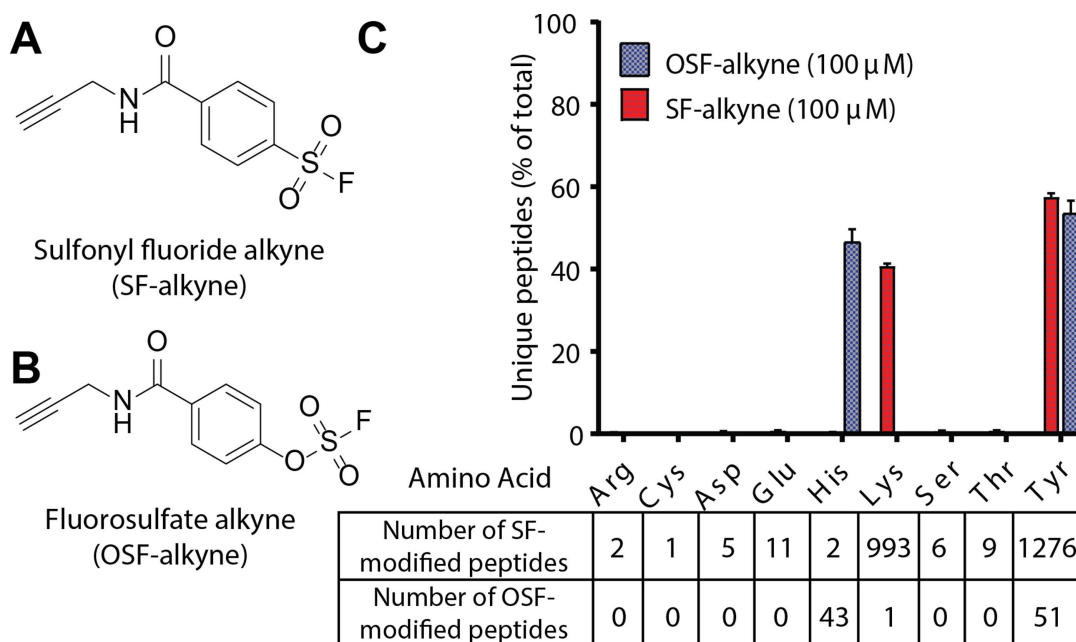 A
O
N
H
O
S
F
O
Sulfonyl fluoride alkyne
(SF-alkyne)
B
O
N
H
O
F
S
O
O
Fluorosulfate alkyne
(OSF-alkyne)
C
Unique peptides (% of total)
100
80
60
40
20
0
OSF-alkyne (100 µM)
SF-alkyne (100 µM)
Amino Acid Arg Cys Asp Glu His Lys Ser Thr Tyr
Number of SF-
modified peptides 2 1 5 11 2 993 6 9 1276
Number of OSF-
modified peptides 0 0 0 0 43 1 0 0 51